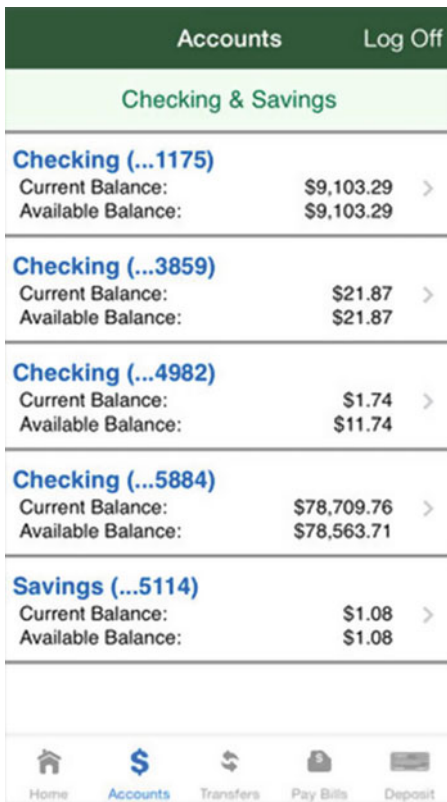 Accounts Log Off
Checking & Savings
Checking (...1175)
Current Balance: $9,103.29
Available Balance: $9,103.29
Checking (...3859)
Current Balance: $21.87
Available Balance: $21.87
Checking (...4982)
Current Balance: $1.74
Available Balance: $11.74
Checking (...5884)
Current Balance: $78,709.76
Available Balance: $78,563.71
Savings (...5114)
Current Balance: $1.08
Available Balance: $1.08
Home Accounts Transfers Pay Bills Deposit